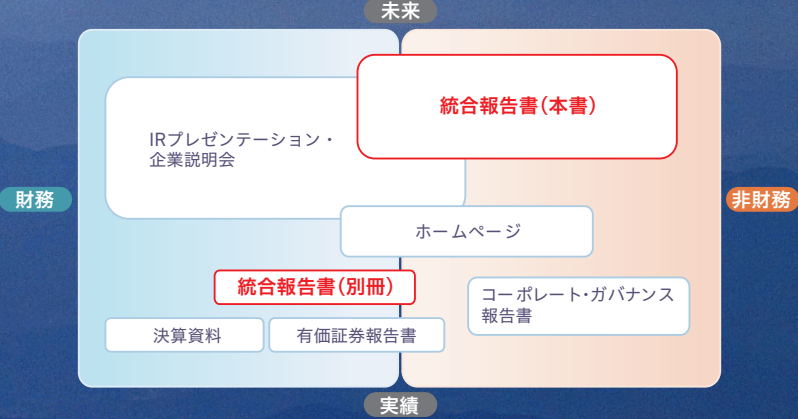 未来
統合報告書(本書)
IRプレゼンテーション・
企業説明会
財務
非財務
ホームページ
統合報告書(別冊)
コーポレート・ガバナンス
報告書
決算資料
有価証券報告書
実績